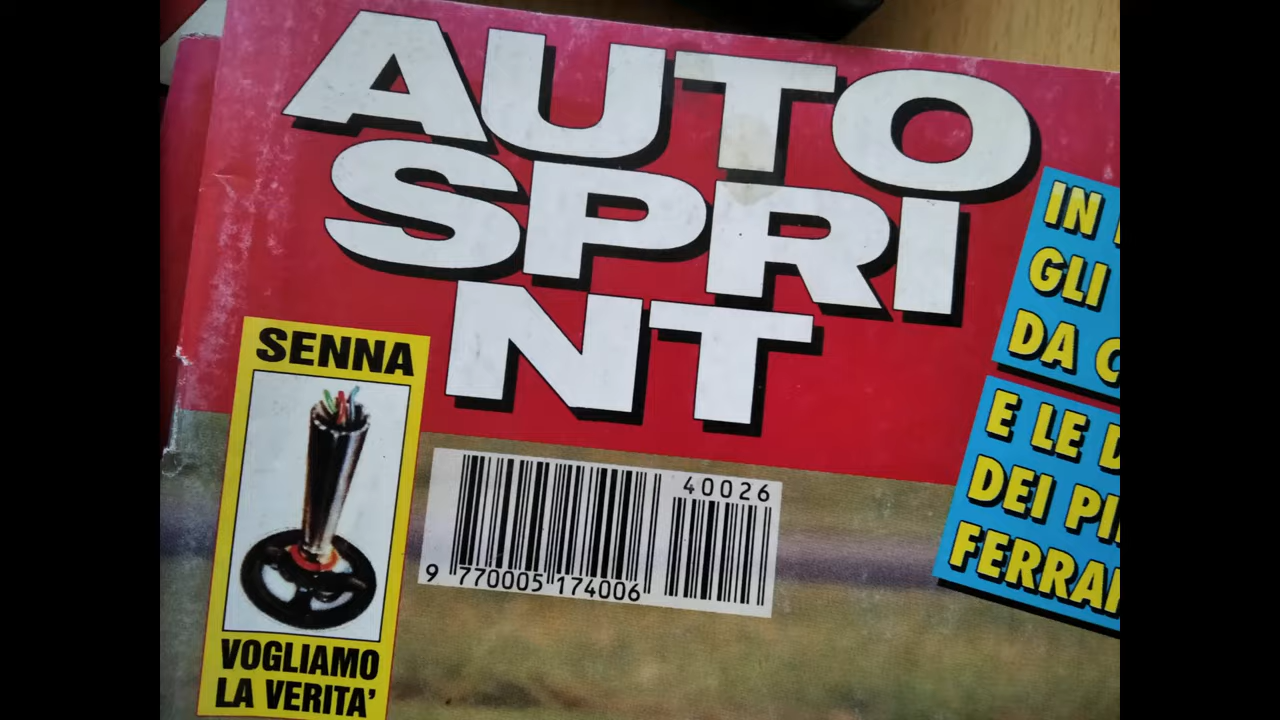 AUTO
SPRI
NT
IN
GLI
DA
E LE
DEI
SENNA
VOGLIAMO
LA VERITA'
40026
9 770005 174006